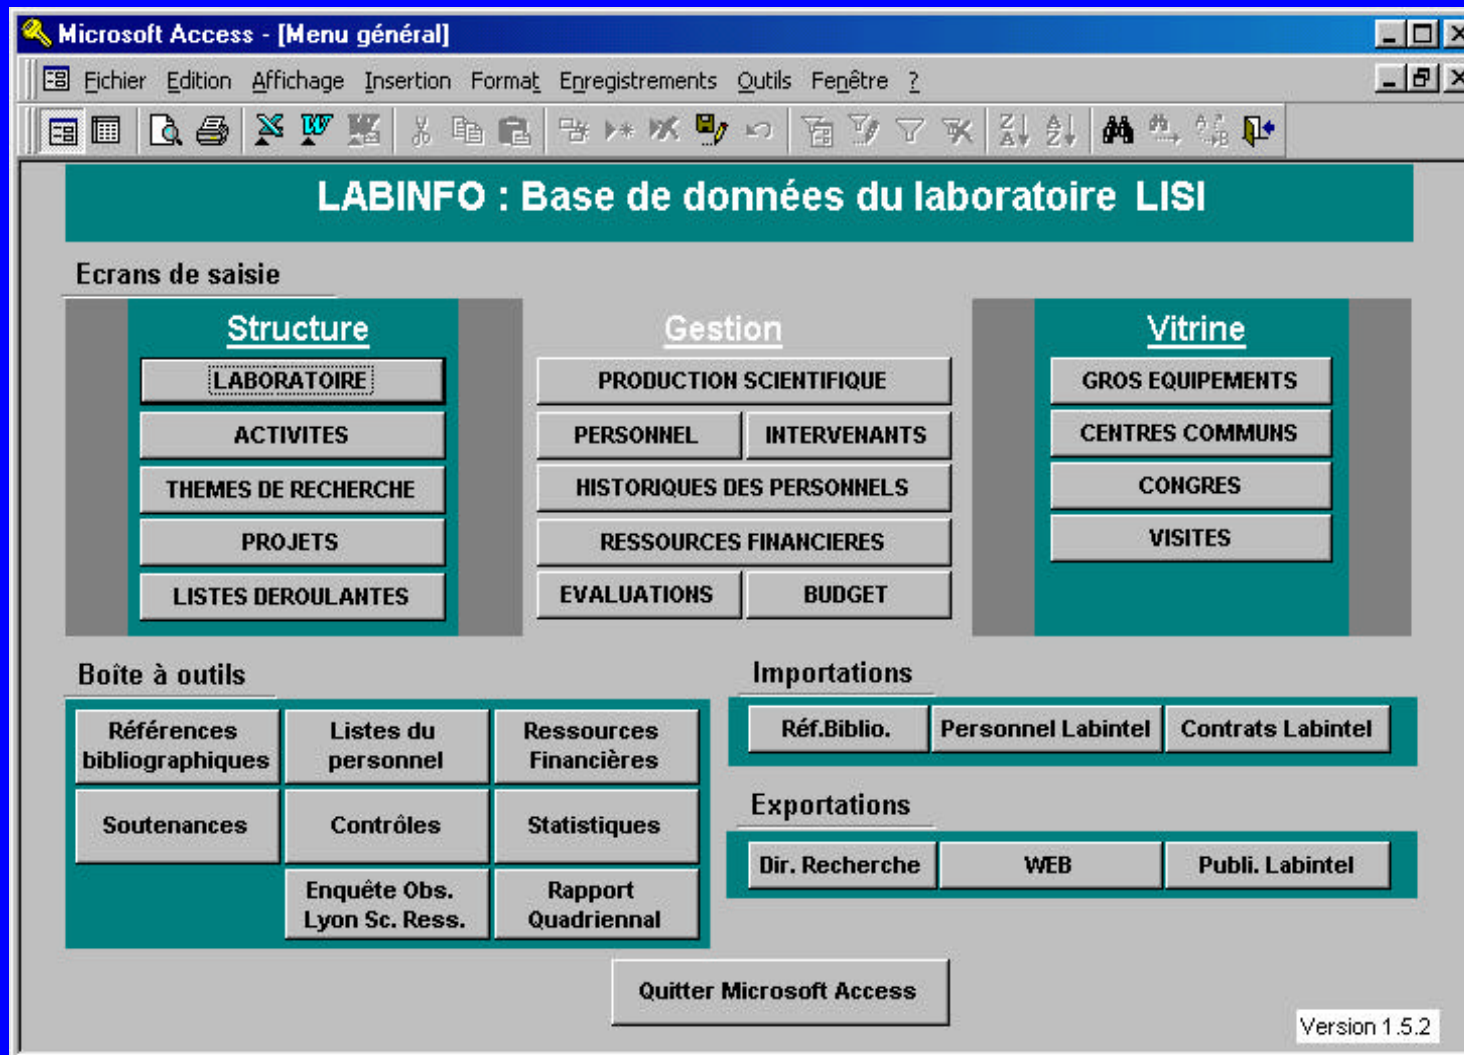 Microsoft Access - [Menu général]
Fichier Edition Affichage Insertion Format Enregistrements Outils Fenêtre ?
LABINFO : Base de données du laboratoire LISI
Ecrans de saisie
Structure
LABORATOIRE
ACTIVITES
THEMES DE RECHERCHE
PROJETS
LISTES DEROULANTES
Gestion
PRODUCTION SCIENTIFIQUE
PERSONNEL INTERVENANTS
HISTORIQUES DES PERSONNELS
RESSOURCES FINANCIERES
EVALUATIONS BUDGET
Vitrine
GROS EQUIPEMENTS
CENTRES COMMUNS
CONGRES
VISITES
Boîte à outils
Références
bibliographiques
Listes du
personnel
Ressources
Financières
Soutenances
Contrôles
Statistiques
Enquête Obs.
Lyon Sc. Ress.
Rapport
Quadriennal
Importations
Réf.Biblio. Personnel Labintel Contrats Labintel
Exportations
Dir. Recherche WEB Publi. Labintel
Quitter Microsoft Access
Version 1.5.2